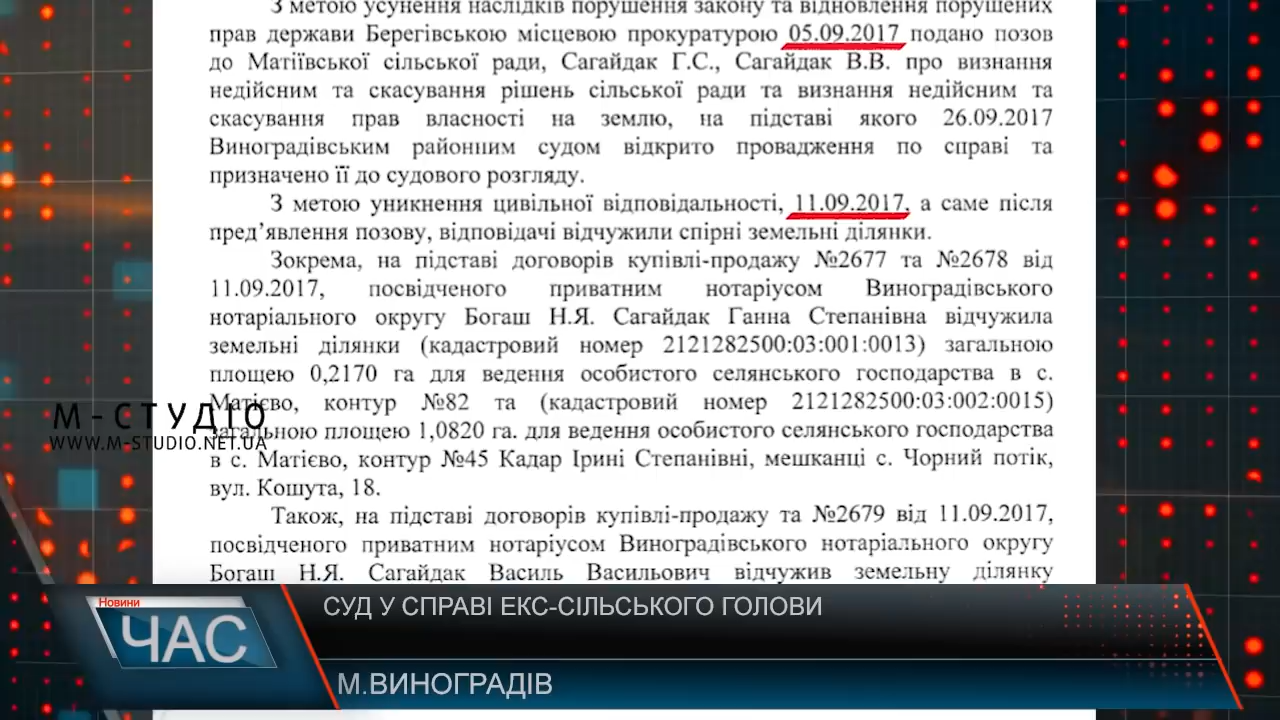 З метою усунення наслідків порушення закону та відновлення порушених
прав держави Берегівською місцевою прокуратурою 05.09.2017 подано позов
до Матіївської сільської ради, Сагайдак Г.С., Сагайдак В.В. про визнання
недійсним та скасування рішень сільської ради та визнання недійсним та
скасування прав власності на землю, на підставі якого 26.09.2017
Виноградівським районним судом відкрито провадження по справі та
призначено її до судового розгляду.
З метою уникнення цивільної відповідальності, 11.09.2017, а саме після
пред’явлення позову, відповідачі відчужили спірні земельні ділянки.
Зокрема, на підставі договорів купівлі-продажу №2677 та №2678 від
11.09.2017, посвідченого приватним нотаріусом Виноградівського
нотаріального округу Богаш Н.Я. Сагайдак Ганна Степанівна відчужила
земельні ділянки (кадастровий номер 2121282500:03:001:0013) загальною
площею 0,2170 га для ведення особистого селянського господарства в с.
Матієво, контур №82 та (кадастровий номер 2121282500:03:002:0015)
загальною площею 1,0820 га. для ведення особистого селянського господарства
в с. Матієво, контур №45 Кадар Ірині Степанівні, мешканці с. Чорний потік,
вул. Кошута, 18.
Також, на підставі договорів купівлі-продажу та №2679 від 11.09.2017,
посвідченого приватним нотаріусом Виноградівського нотаріального округу
Богаш Н.Я. Сагайдак Василь Васильович відчужив земельну ділянку
М-СТУДІО
WWW.M-STUDIO.NET.UA
Новини
ЧАС
СУД У СПРАВІ ЕКС-СІЛЬСЬКОГО ГОЛОВИ
М.ВИНОГРАДІВ